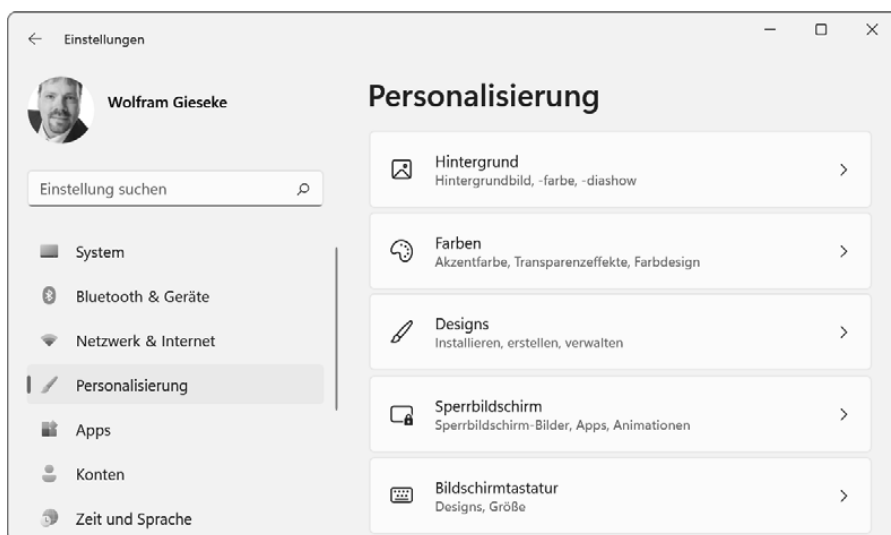 Einstellungen
Wolfram Gieseke
Einstellung suchen
System
Bluetooth & Geräte
Netzwerk & Internet
Personalisierung
Apps
Konten
Zeit und Sprache
Personalisierung
Hintergrund
Hintergrundbild, -farbe, -diashow
Farben
Akzentfarbe, Transparenzeffekte, Farbdesign
Designs
Installieren, erstellen, verwalten
Sperrbildschirm
Sperrbildschirm-Bilder, Apps, Animationen
Bildschirmtastatur
Designs, Größe